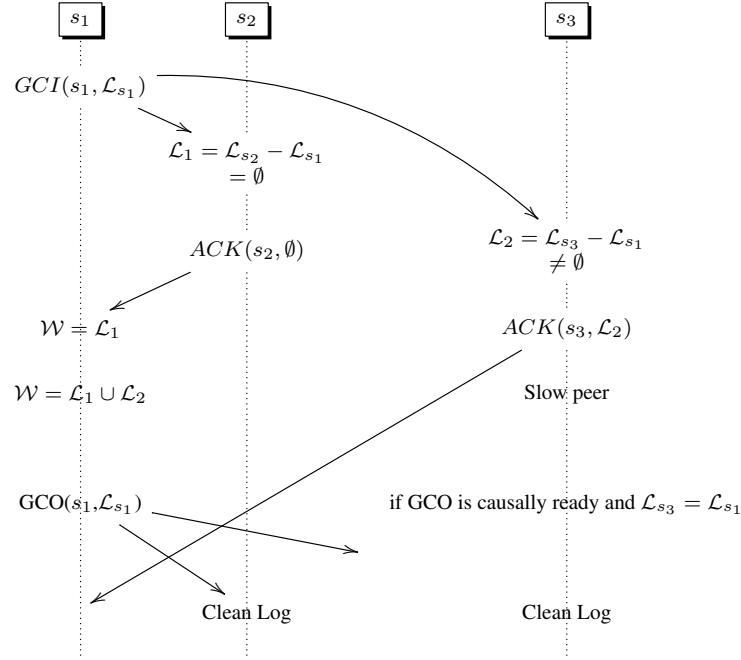 s₁ s₂ s₃
GCI(s₁, ℒₛ₁)
ℒ₁ = ℒₛ₂ − ℒₛ₁
= ∅
ℒ₂ = ℒₛ₃ − ℒₛ₁
≠ ∅
ACK(s₂, ∅)
𝒲 = ℒ₁
ACK(s₃, ℒ₂)
𝒲 = ℒ₁ ∪ ℒ₂
Slow peer
GCO(s₁,ℒₛ₁)
if GCO is causally ready and ℒₛ₃ = ℒₛ₁
Clean Log
Clean Log